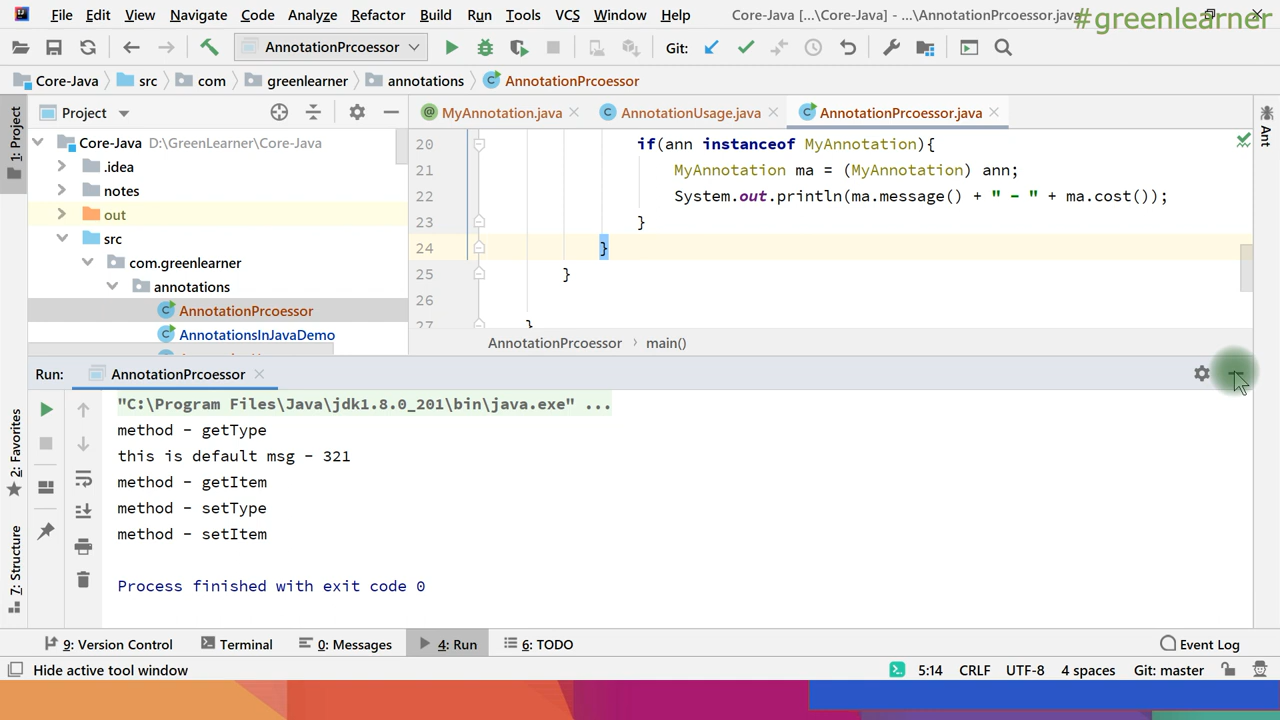 File Edit View Navigate Code Analyze Refactor Build Run Tools VCS Window Help Core-Java [...\Core-Java] - ...\AnnotationPrcoessor.java
#greenlearner
AnnotationPrcoessor Git:
Core-Java src com greenlearner annotations AnnotationPrcoessor
1: Project
Project
MyAnnotation.java AnnotationUsage.java AnnotationPrcoessor.java
Ant
Core-Java D:\GreenLearner\Core-Java
.idea
notes
out
src
com.greenlearner
annotations
AnnotationPrcoessor
AnnotationsInJavaDemo
20 if(ann instanceof MyAnnotation){
21 MyAnnotation ma = (MyAnnotation) ann;
22 System.out.println(ma.message() + " - " + ma.cost());
23 }
24 }
25 }
26
27 }
AnnotationPrcoessor main()
Run: AnnotationPrcoessor
"C:\Program Files\Java\jdk1.8.0_201\bin\java.exe" ...
method - getType
this is default msg - 321
method - getItem
method - setType
method - setItem
Process finished with exit code 0
2: Favorites
7: Structure
9: Version Control Terminal 0: Messages 4: Run 6: TODO Event Log
Hide active tool window 5:14 CRLF UTF-8 4 spaces Git: master